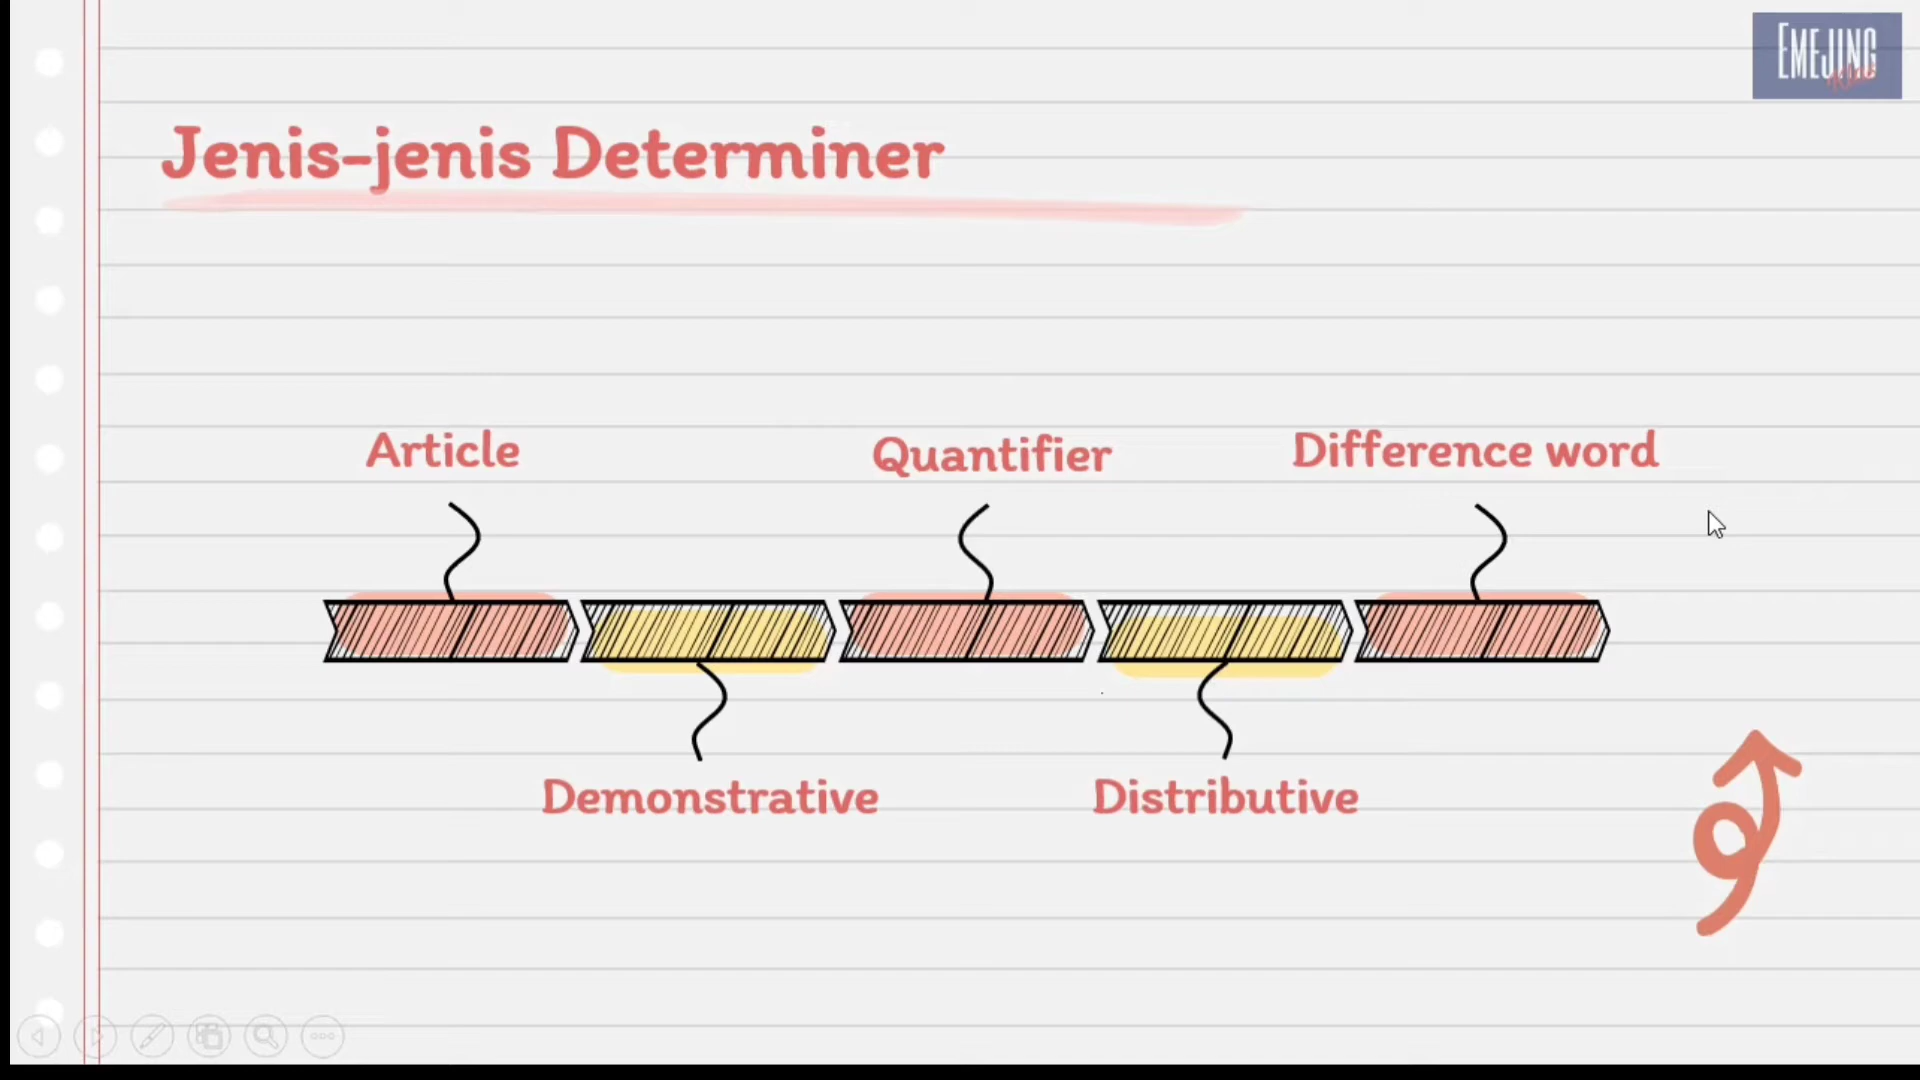 EMEJING
Jenis-jenis Determiner
Article
Quantifier
Difference word
Demonstrative
Distributive